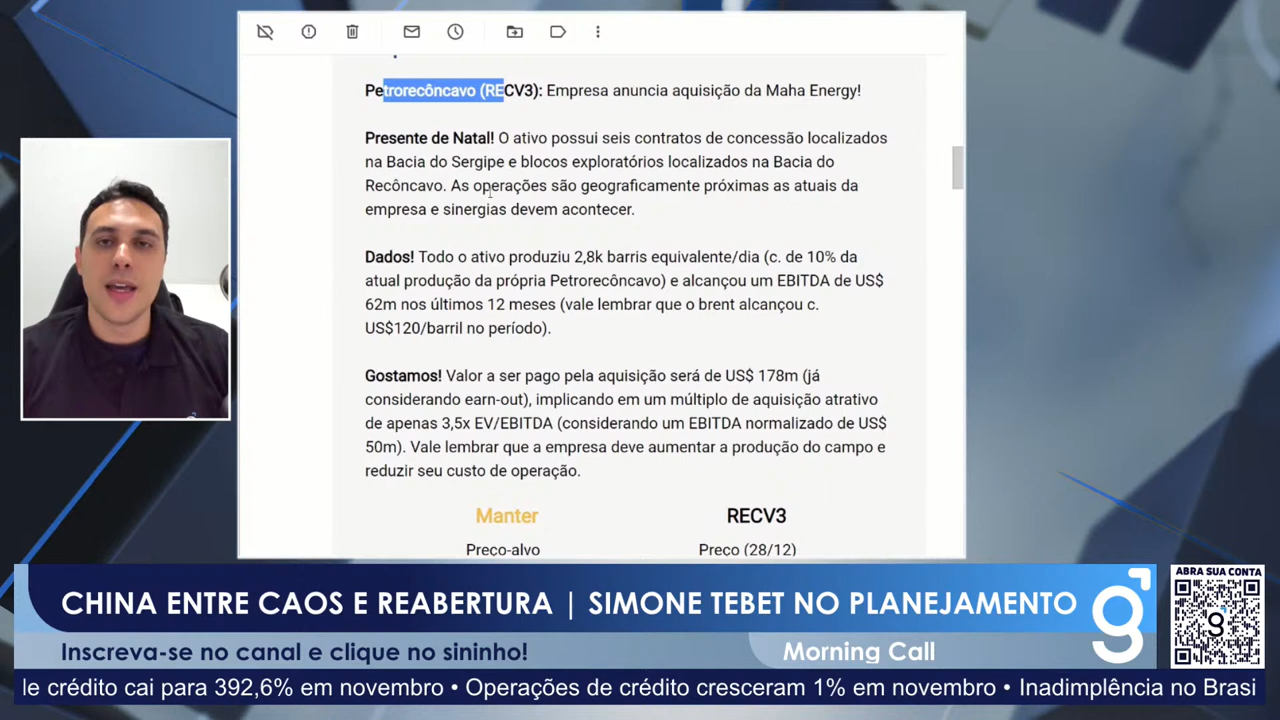 Petrorecôncavo (RECV3): Empresa anuncia aquisição da Maha Energy!
Presente de Natal! O ativo possui seis contratos de concessão localizados
na Bacia do Sergipe e blocos exploratórios localizados na Bacia do
Recôncavo. As operações são geograficamente próximas as atuais da
empresa e sinergias devem acontecer.
Dados! Todo o ativo produziu 2,8k barris equivalente/dia (c. de 10% da
atual produção da própria Petrorecôncavo) e alcançou um EBITDA de US$
62m nos últimos 12 meses (vale lembrar que o brent alcançou c.
US$120/barril no período).
Gostamos! Valor a ser pago pela aquisição será de US$ 178m (já
considerando earn-out), implicando em um múltiplo de aquisição atrativo
de apenas 3,5x EV/EBITDA (considerando um EBITDA normalizado de US$
50m). Vale lembrar que a empresa deve aumentar a produção do campo e
reduzir seu custo de operação.
Manter RECV3
Preço-alvo Preço (28/12)
ABRA SUA CONTA
CHINA ENTRE CAOS E REABERTURA | SIMONE TEBET NO PLANEJAMENTO
g
Inscreva-se no canal e clique no sininho!
Morning Call
le crédito cai para 392,6% em novembro • Operações de crédito cresceram 1% em novembro • Inadimplência no Brasi